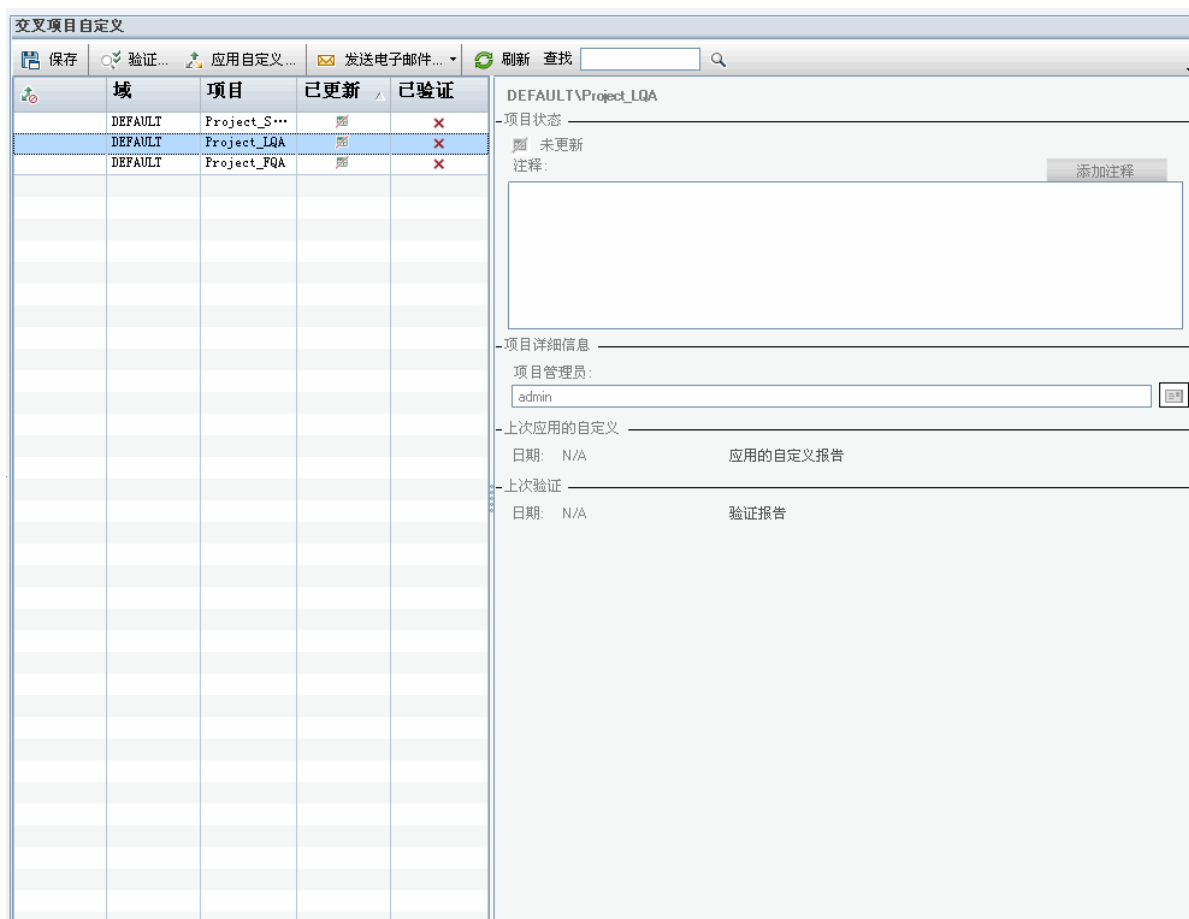 交叉项目自定义
保存 验证... 应用自定义... 发送电子邮件... 刷新 查找
域 项目 已更新 已验证
DEFAULT Project_S...
DEFAULT Project_LQA
DEFAULT Project_FQA
DEFAULT\Project_LQA
项目状态
未更新
注释:
添加注释
项目详细信息
项目管理员:
admin
上次应用的自定义
日期: N/A 应用的自定义报告
上次验证
日期: N/A 验证报告